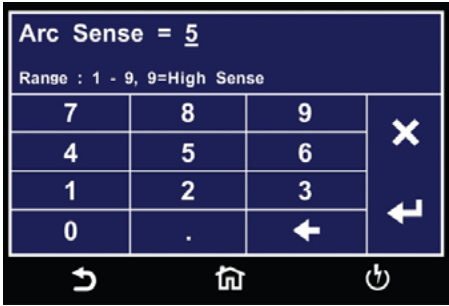 Arc Sense = 5
Range : 1 - 9, 9=High Sense
7 8 9
4 5 6
1 2 3
0 .